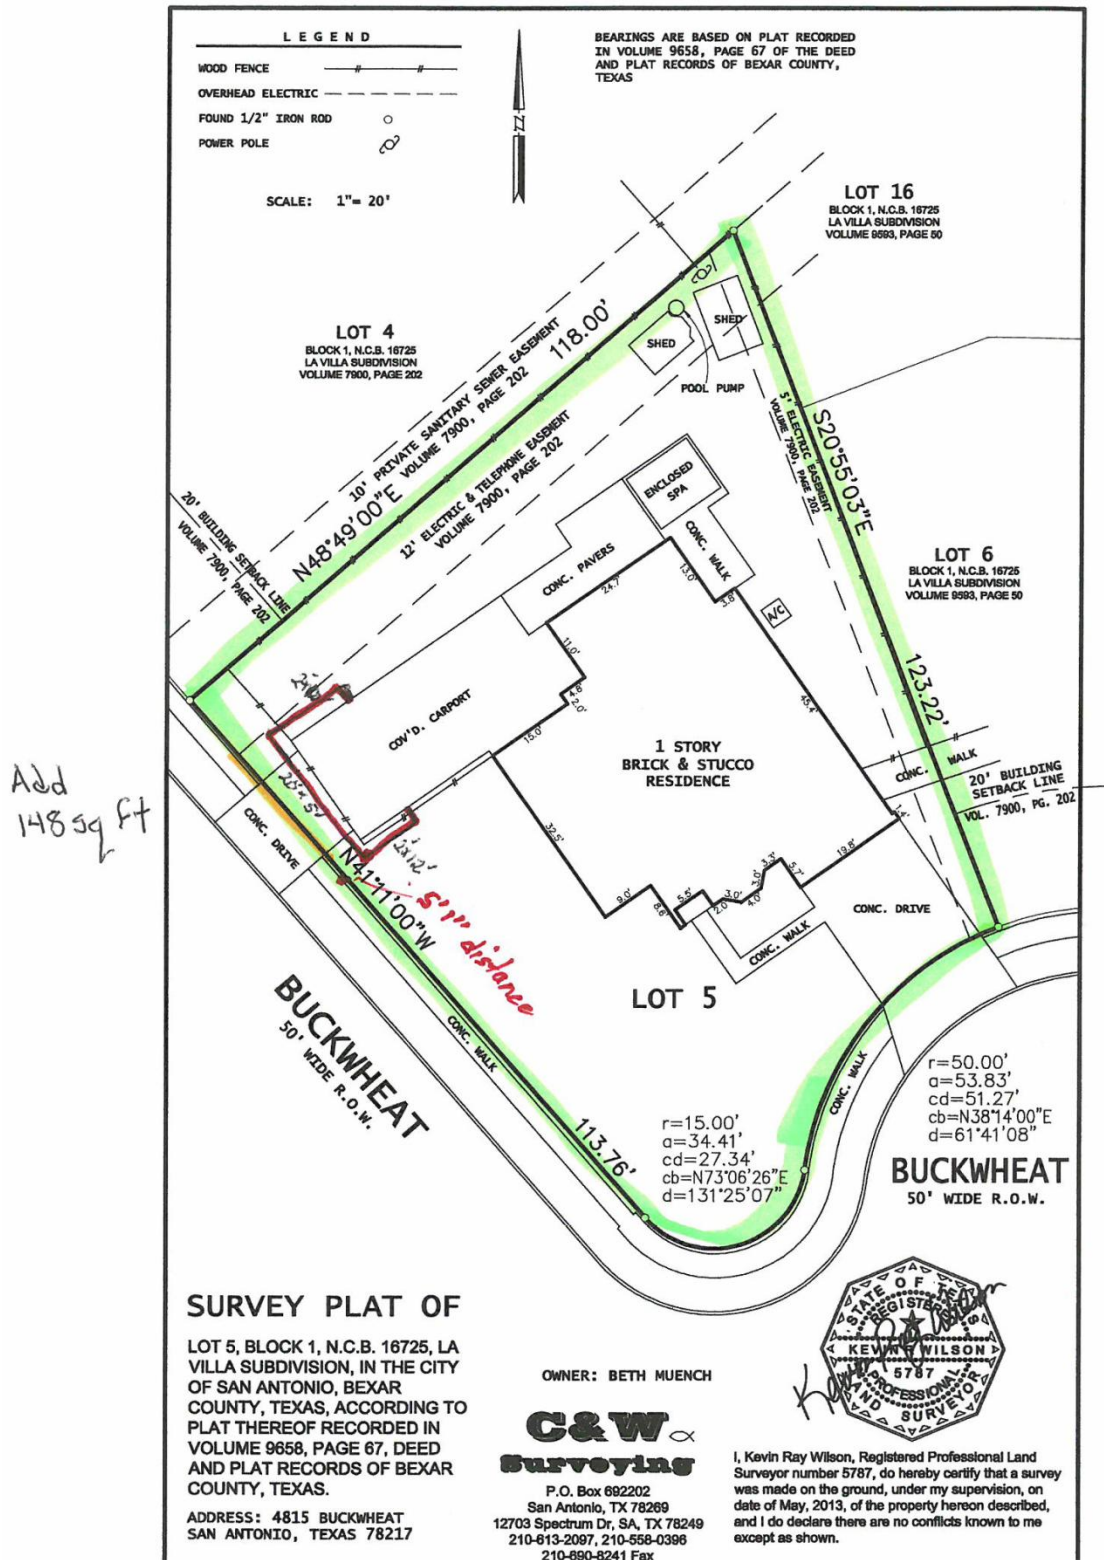 LEGEND
WOOD FENCE
OVERHEAD ELECTRIC
FOUND 1/2" IRON ROD
POWER POLE
SCALE: 1"= 20'
N
BEARINGS ARE BASED ON PLAT RECORDED
IN VOLUME 9658, PAGE 67 OF THE DEED
AND PLAT RECORDS OF BEXAR COUNTY,
TEXAS
LOT 16
BLOCK 1, N.C.B. 16725
LA VILLA SUBDIVISION
VOLUME 9593, PAGE 50
LOT 4
BLOCK 1, N.C.B. 16725
LA VILLA SUBDIVISION
VOLUME 7900, PAGE 202
10' PRIVATE SANITARY SEWER EASEMENT
VOLUME 7900, PAGE 202
118.00'
N48°49'00"E
12' ELECTRIC & TELEPHONE EASEMENT
VOLUME 7900, PAGE 202
20' BUILDING SETBACK LINE
VOLUME 7900, PAGE 202
SHED
SHED
POOL PUMP
5' ELECTRIC EASEMENT
VOLUME 7900, PAGE 202
S20°55'03"E
123.22'
LOT 6
BLOCK 1, N.C.B. 16725
LA VILLA SUBDIVISION
VOLUME 9593, PAGE 50
ENCLOSED
SPA
CONC. WALK
CONC. PAVERS
24.7'
13.0'
3.8'
A/C
11.0'
4.8'
2.0'
15.0'
45.4'
COV'D. CARPORT
1 STORY
BRICK & STUCCO
RESIDENCE
CONC. WALK
20' BUILDING
SETBACK LINE
VOL. 7900, PG. 202
1.4'
19.8'
32.5'
9.0'
8.6'
5.5'
2.0'
3.0'
4.0'
3.0'
3.3'
5.7'
CONC. WALK
CONC. DRIVE
Add
148 sq ft
CONC. DRIVE
N41°11'00"W
5'1" distance
LOT 5
BUCKWHEAT
50' WIDE R.O.W.
CONC. WALK
113.76'
CONC. WALK
r=15.00'
a=34.41'
cd=27.34'
cb=N73°06'26"E
d=131°25'07"
r=50.00'
a=53.83'
cd=51.27'
cb=N38°14'00"E
d=61°41'08"
BUCKWHEAT
50' WIDE R.O.W.
SURVEY PLAT OF
LOT 5, BLOCK 1, N.C.B. 16725, LA
VILLA SUBDIVISION, IN THE CITY
OF SAN ANTONIO, BEXAR
COUNTY, TEXAS, ACCORDING TO
PLAT THEREOF RECORDED IN
VOLUME 9658, PAGE 67, DEED
AND PLAT RECORDS OF BEXAR
COUNTY, TEXAS.
ADDRESS: 4815 BUCKWHEAT
SAN ANTONIO, TEXAS 78217
OWNER: BETH MUENCH
C&W
Surveying
P.O. Box 692202
San Antonio, TX 78269
12703 Spectrum Dr, SA, TX 78249
210-613-2097, 210-558-0396
210-690-8241 Fax
STATE OF TEXAS
REGISTERED
KEVIN R WILSON
5787
PROFESSIONAL
LAND SURVEYOR
I, Kevin Ray Wilson, Registered Professional Land
Surveyor number 5787, do hereby certify that a survey
was made on the ground, under my supervision, on
date of May, 2013, of the property hereon described,
and I do declare there are no conflicts known to me
except as shown.